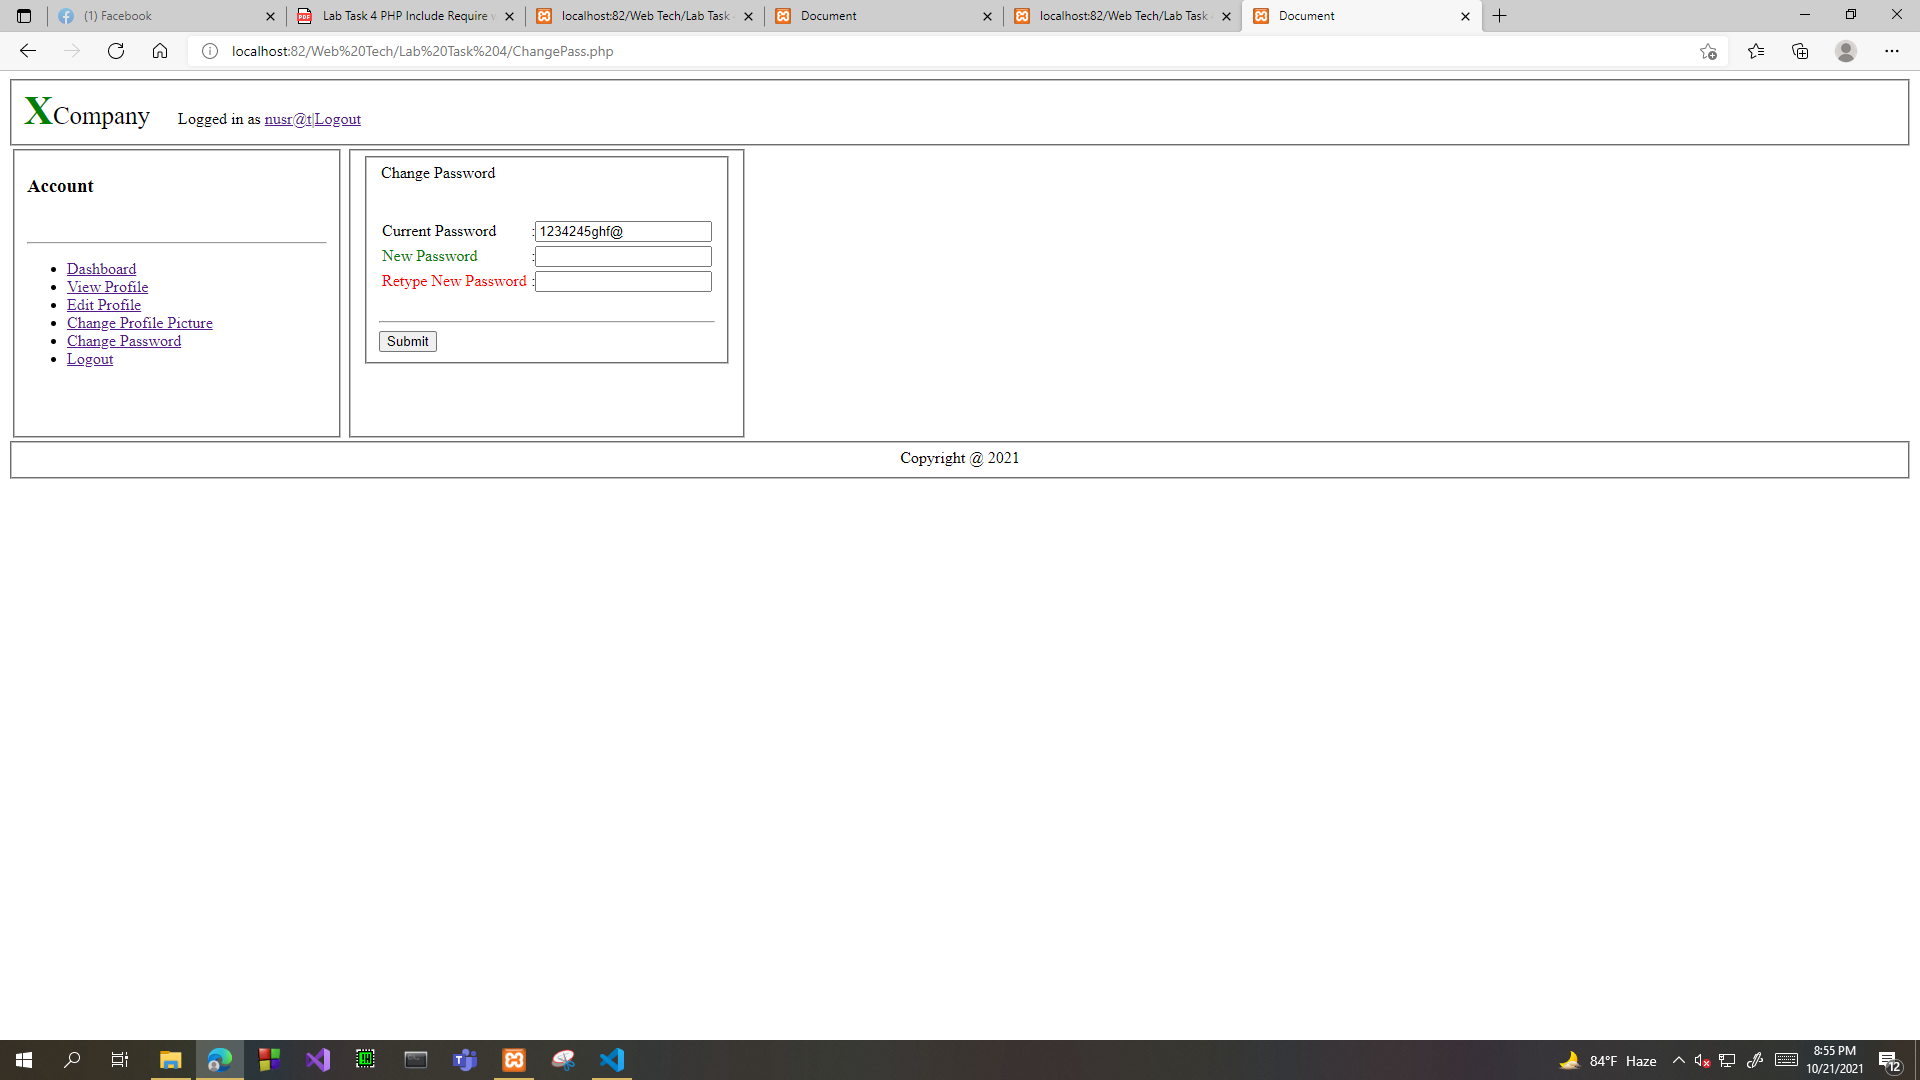 (1) Facebook
Lab Task 4 PHP Include Require v
localhost:82/Web Tech/Lab Task
Document
localhost:82/Web Tech/Lab Task
Document
localhost:82/Web%20Tech/Lab%20Task%204/ChangePass.php
XCompany Logged in as nusr@t|Logout
Account
Dashboard
View Profile
Edit Profile
Change Profile Picture
Change Password
Logout
Change Password
Current Password :1234245ghf@
New Password :
Retype New Password :
Submit
Copyright @ 2021
84°F Haze
8:55 PM
10/21/2021
12